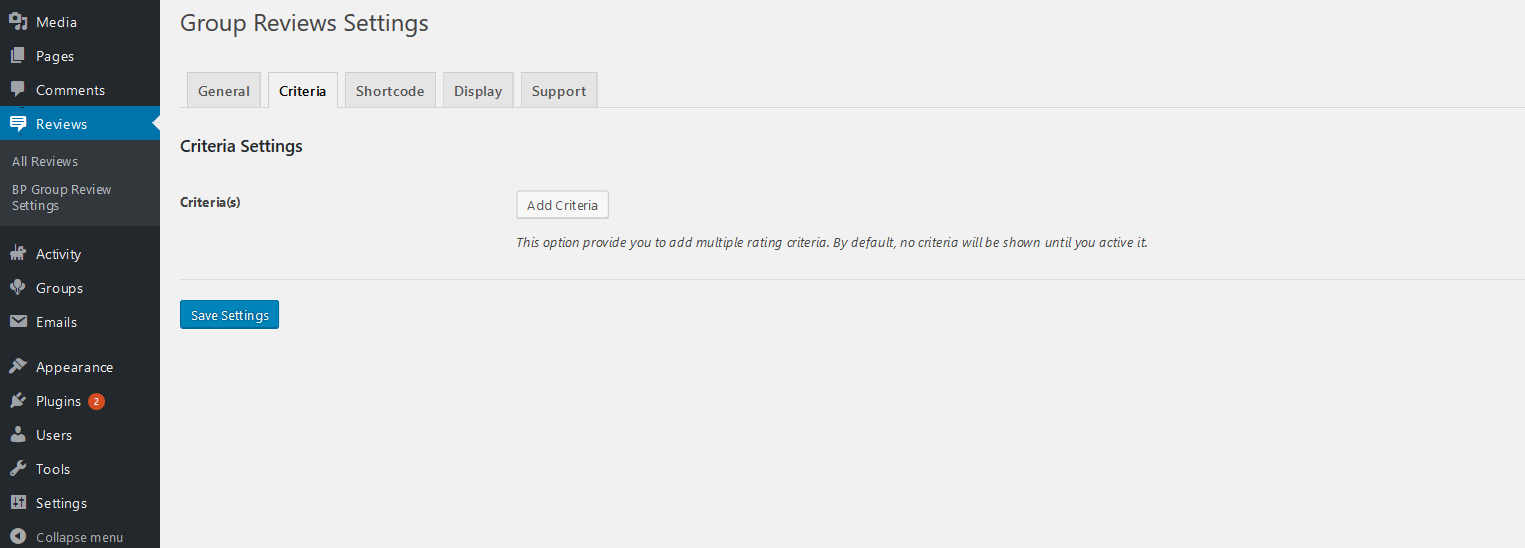 Media
Pages
Comments
Reviews
All Reviews
BP Group Review
Settings
Activity
Groups
Emails
Appearance
Plugins 2
Users
Tools
Settings
Collapse menu
Group Reviews Settings
General Criteria Shortcode Display Support
Criteria Settings
Criteria(s) Add Criteria
This option provide you to add multiple rating criteria. By default, no criteria will be shown until you active it.
Save Settings